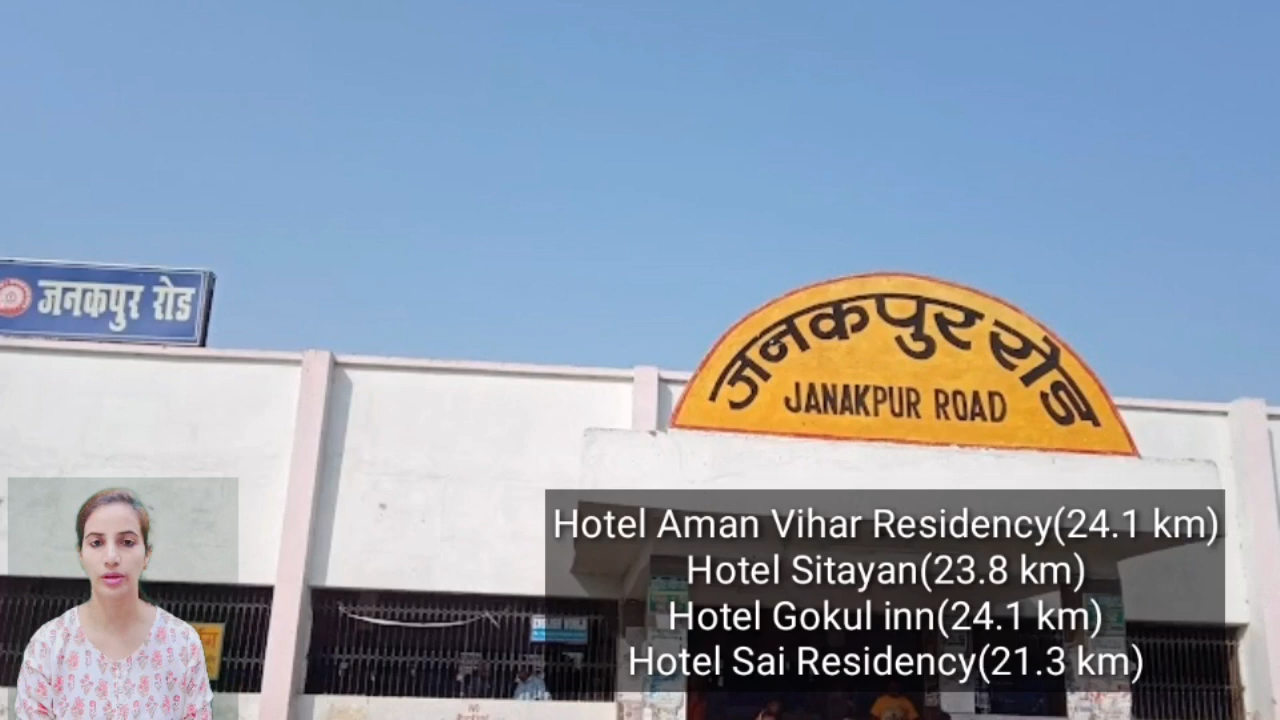 जनकपुर रोड
जनकपुर रोड
JANAKPUR ROAD
Hotel Aman Vihar Residency(24.1 km)
Hotel Sitayan(23.8 km)
Hotel Gokul inn(24.1 km)
Hotel Sai Residency(21.3 km)